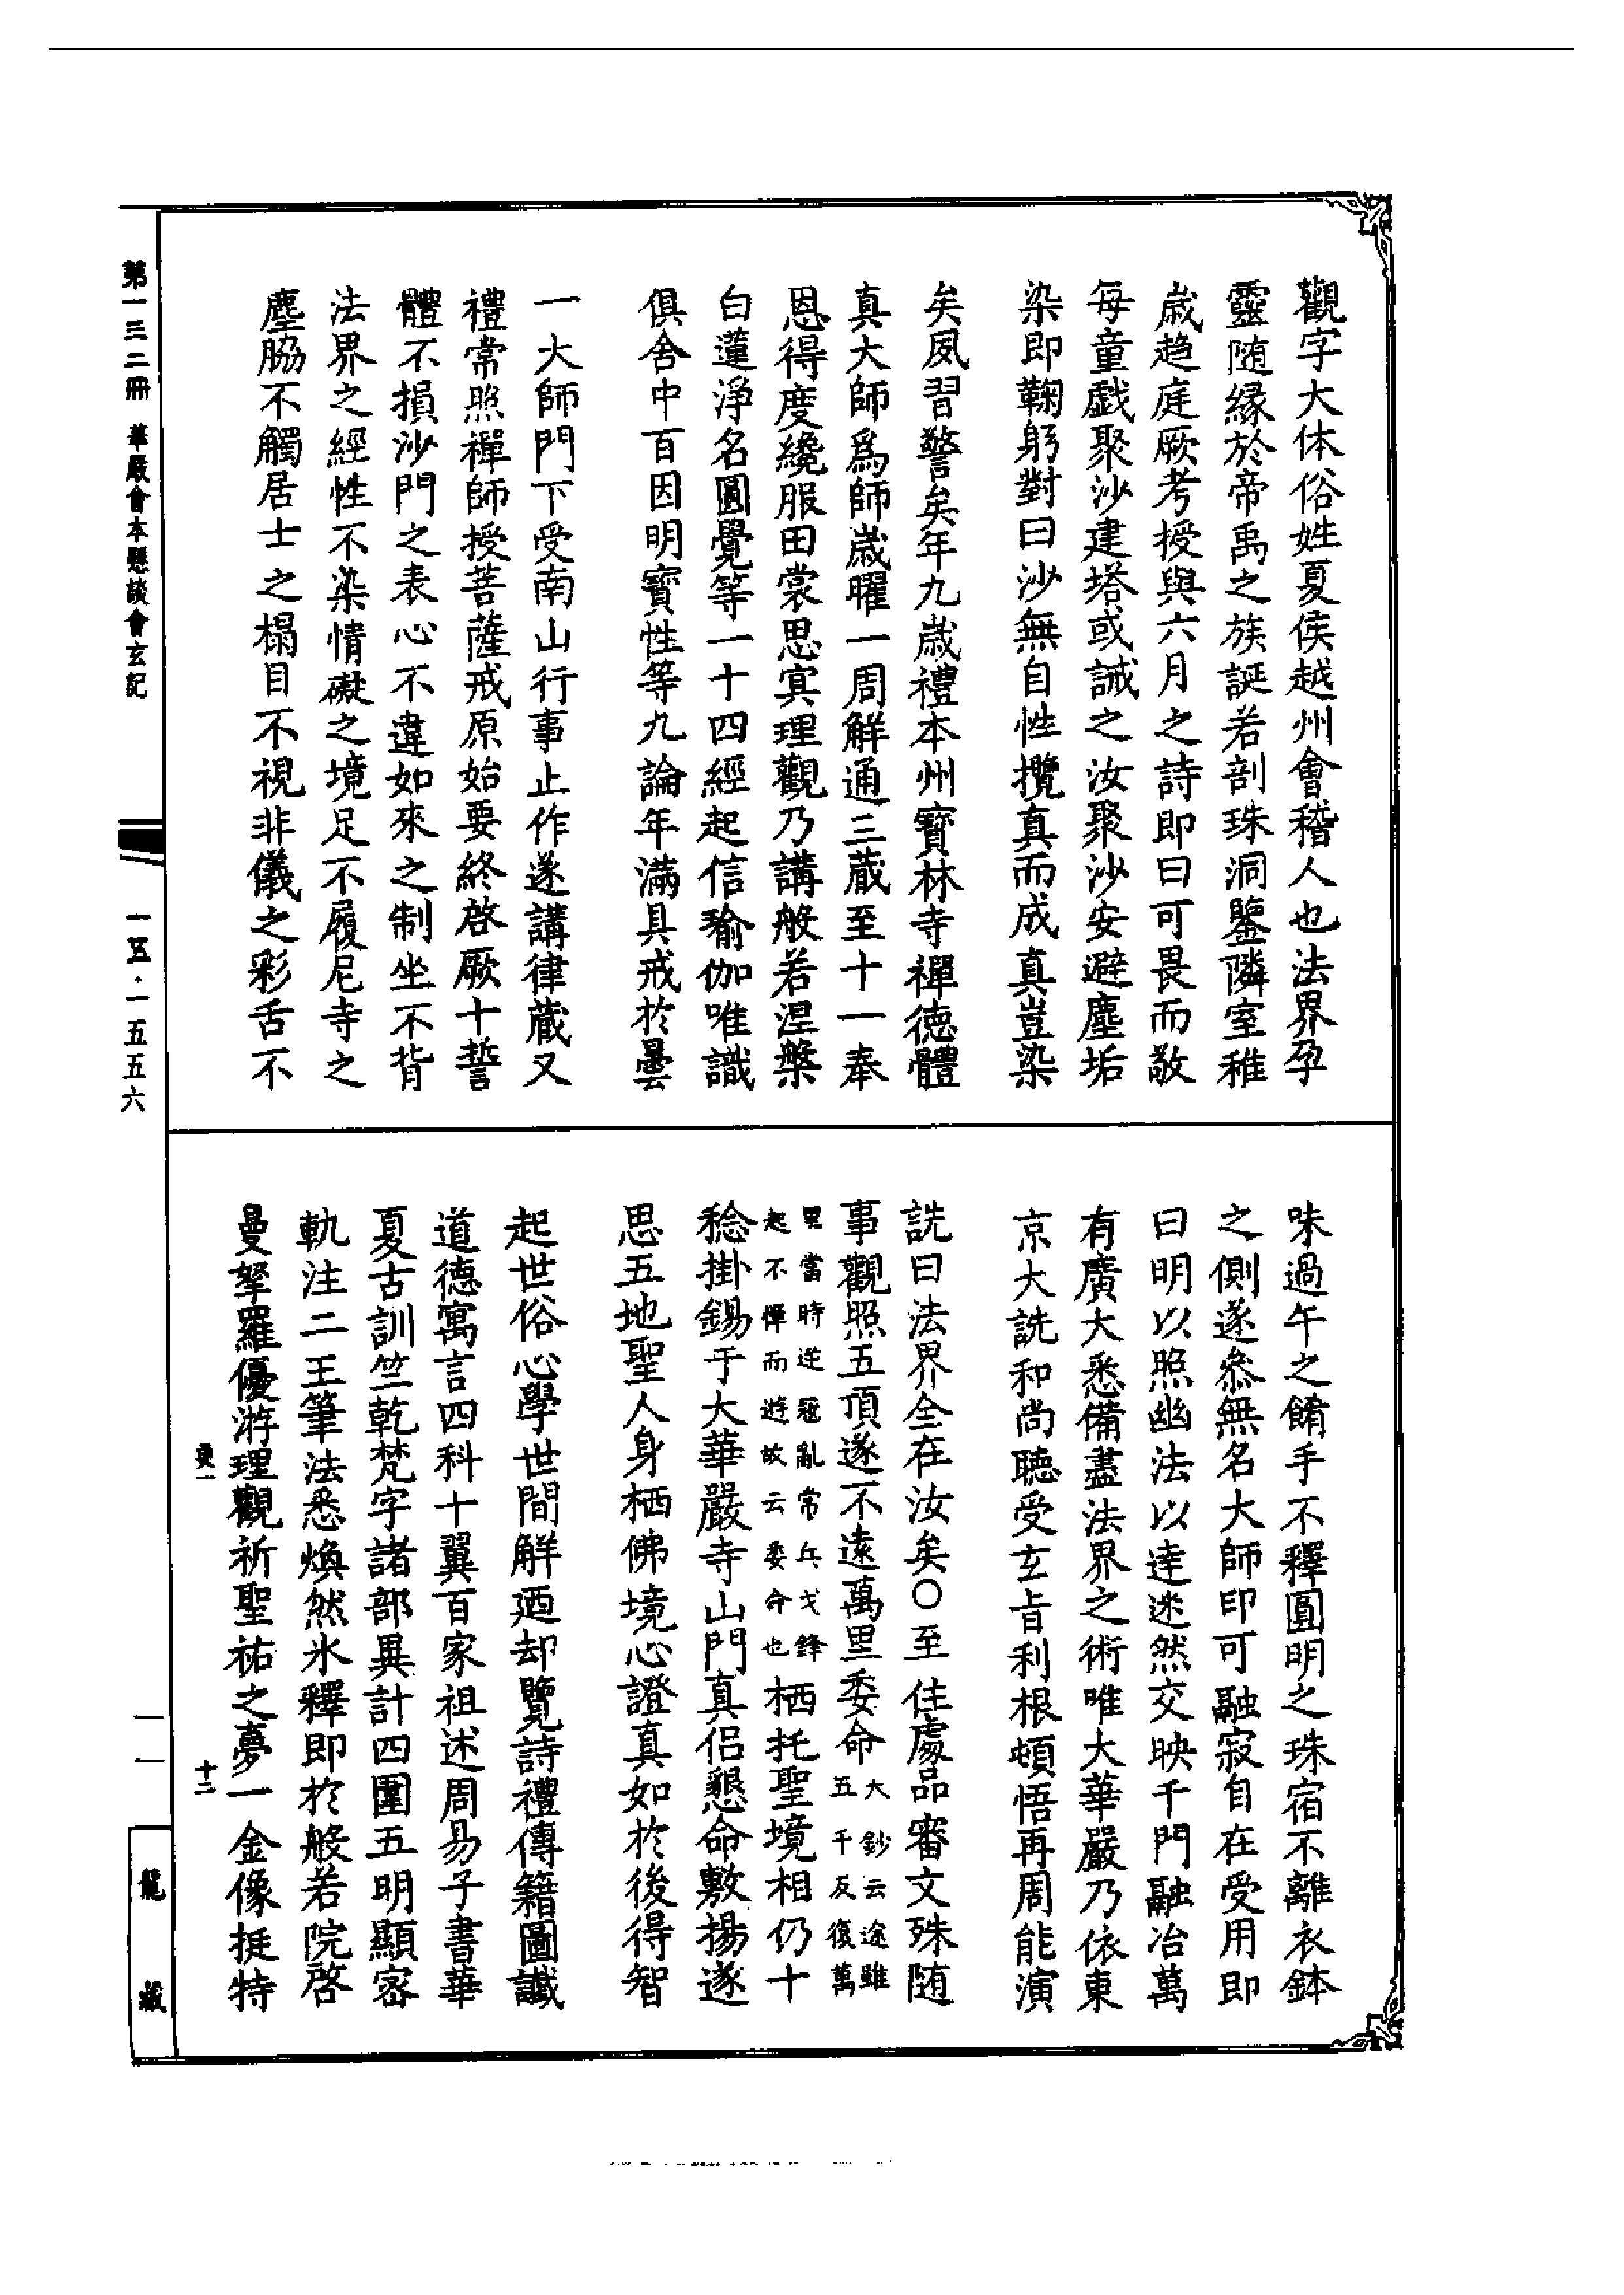 觀字大休俗姓夏侯越州會稽人也法界孕
靈随縁於帝禹之族誕若剖珠洞鑒隣室稚
歲趍庭厥考授與六月之詩即曰可畏而敬
每童戲聚沙建塔或誡之汝聚沙安避塵垢
染即鞠躬對曰沙無自性攬真而成真豈染
矣夙習警矣年九歲禮本州寶林寺禪德體
真大師爲師歲曜一周解通三藏至十一奉
恩得度纔服田裳思寘理觀乃講般若涅槃
白蓮淨名圓覺等一十四經起信瑜伽唯識
俱舍中百因明寶性等九論年滿具戒於曇
一大師門下受南山行事止作遂講律藏又
禮常照禪師授菩薩戒原始要終啓厥十誓
體不損沙門之表心不違如來之制坐不背
法界之經性不染情礙之境足不履尼寺之
塵脇不觸居士之榻目不視非儀之彩舌不
味過午之餚手不釋圓明之珠宿不離衣鉢
之側遂叅無名大師印可融寂自在受用即
曰明以照幽法以達迷然交映千門融冶萬
有廣大悉備盡法界之術唯大華嚴乃依東
京大詵和尚聽受玄旨利根頓悟再周能演
詵曰法界全在汝矣○至住處品審文殊随
事觀照五頂遂不遠萬里委命大鈔云途雖
五千反復萬
里當時逆冦亂常兵戈鋒
起不憚而遊故云委命也栖托聖境相仍十
稔掛錫于大華嚴寺山門真侣懇命敷揚遂
思五地聖人身栖佛境心證真如於後得智
起世俗心學世間解廼却覽詩禮傳籍圖讖
道德寓言四科十翼百家祖述周易子書華
夏古訓竺乾梵字諸部異計四圍五明顯密
軌注二王筆法悉煥然氷釋即於般若院啓
曼拏羅優游理觀祈聖祐之夢一金像挺特
十二
第一三二冊 華嚴會本懸談會玄記
一五·一五五六
一一
龍藏